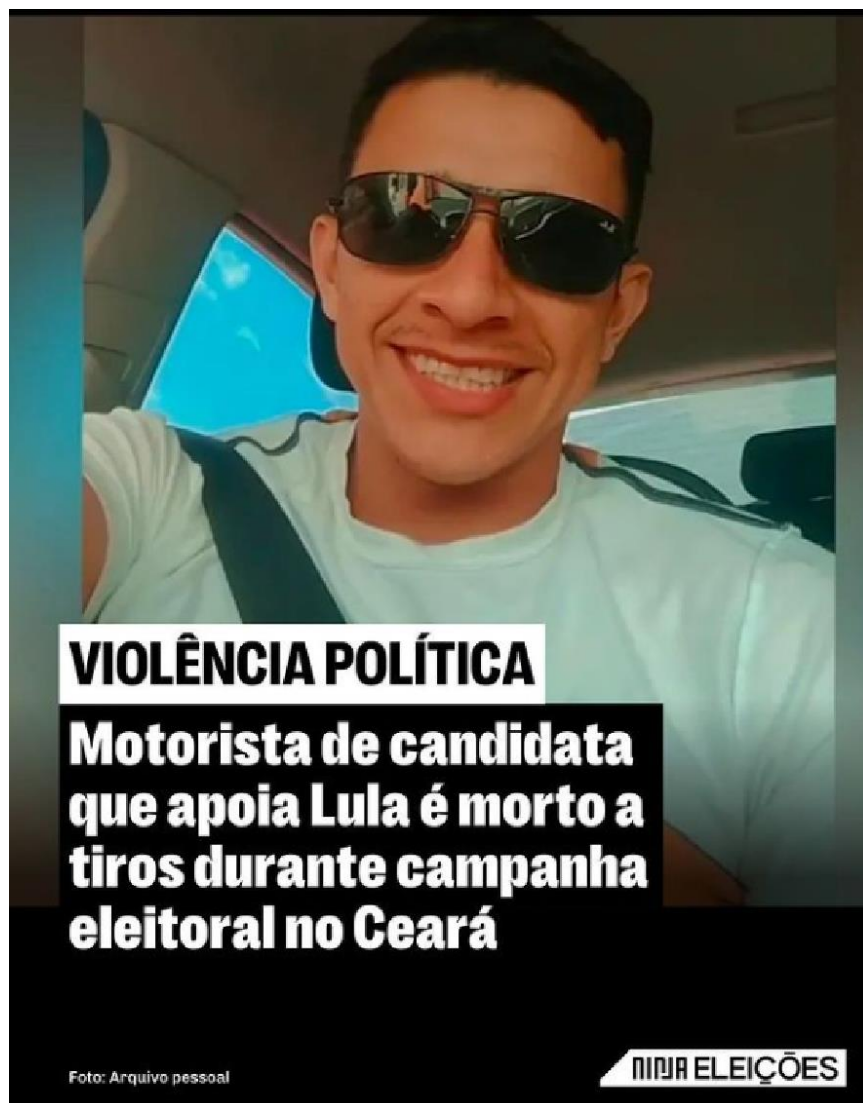 VIOLÊNCIA POLÍTICA
Motorista de candidata
que apoia Lula é morto a
tiros durante campanha
eleitoral no Ceará
Foto: Arquivo pessoal
NINJA ELEIÇÕES